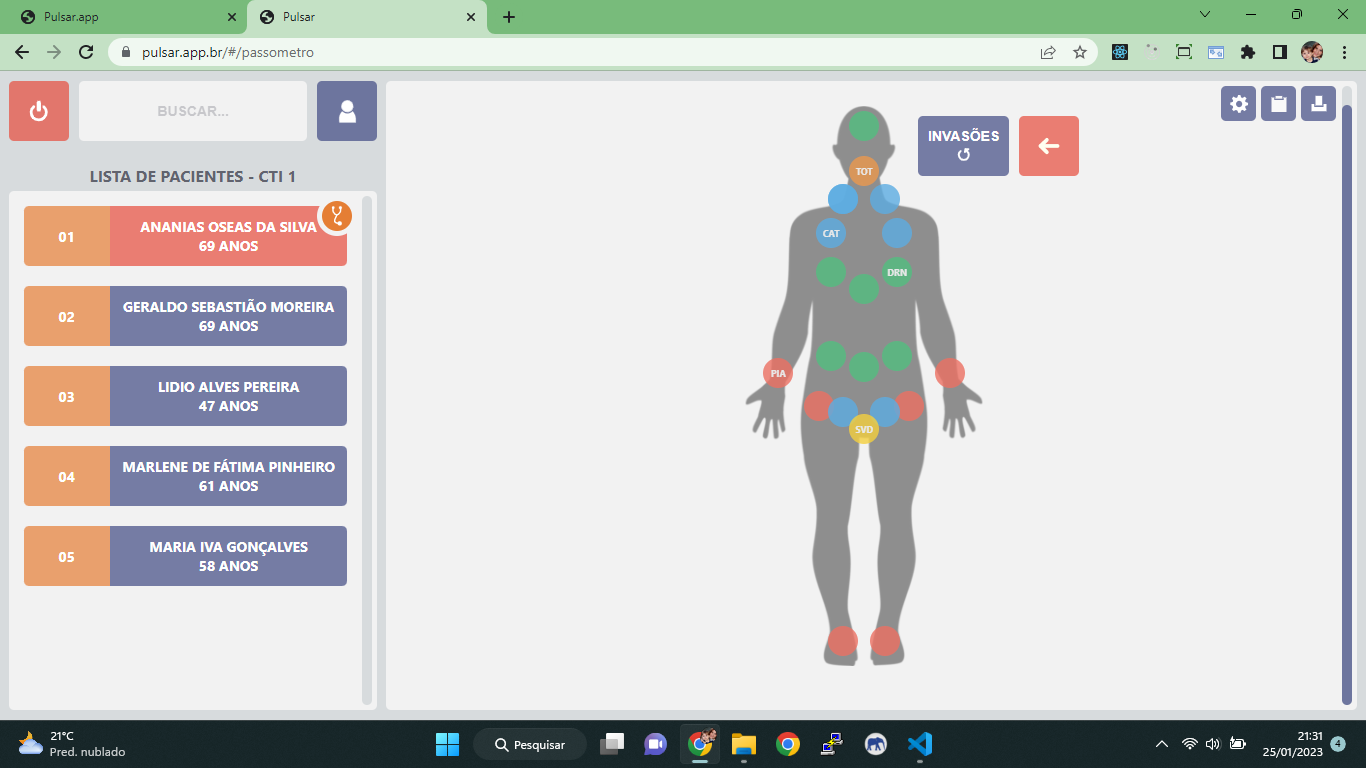 Pulsar.app
Pulsar
pulsar.app.br/#/passometro
BUSCAR...
LISTA DE PACIENTES - CTI 1
01
ANANIAS OSEAS DA SILVA
69 ANOS
02
GERALDO SEBASTIÃO MOREIRA
69 ANOS
03
LIDIO ALVES PEREIRA
47 ANOS
04
MARLENE DE FÁTIMA PINHEIRO
61 ANOS
05
MARIA IVA GONÇALVES
58 ANOS
INVASÕES
TOT
CAT
DRN
PIA
SVD
21°C
Pred. nublado
Pesquisar
21:31
25/01/2023
4